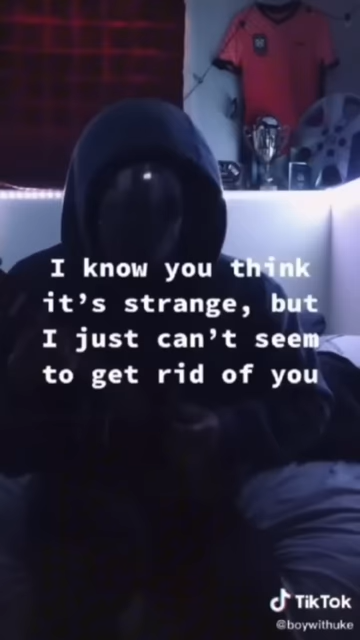 I know you think
it's strange, but
I just can't seem
to get rid of you
TikTok
@boywithuke